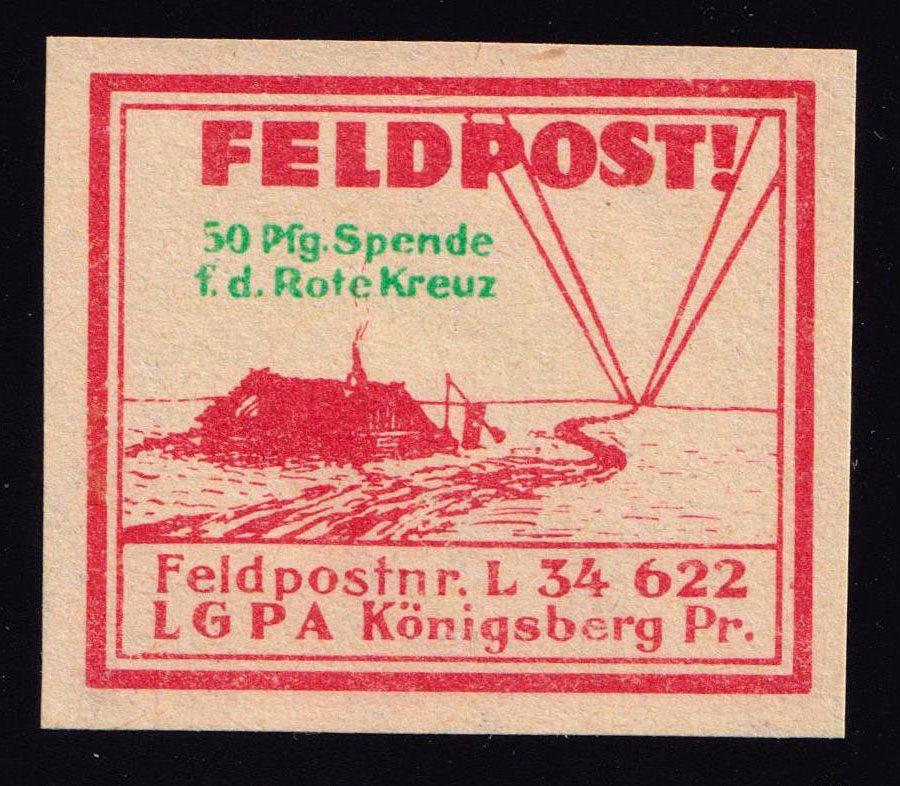 FELDPOST!
50 Pfg. Spende
f. d. Rote Kreuz
Feldpostnr. L 34 622
LGPA Königsberg Pr.